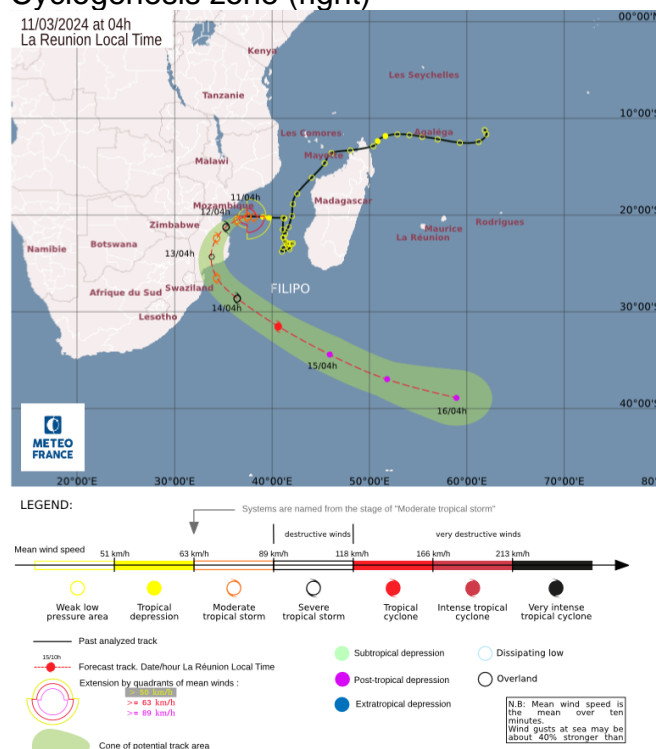 Cyclogenesis zone (right)
11/03/2024 at 04h
La Reunion Local Time
00°00'N
Kenya
Les Seychelles
Tanzanie
10°00'S
Les Comores
Agaléga
Mayotte
Malawi
11/04h
Madagascar
Mozambique
12/04h
20°00'S
Zimbabwe
Rodrigues
Maurice
La Réunion
Botswana
Namibie
13/04h
Swaziland
FILIPO
Afrique du Sud
14/04h
30°00'S
Lesotho
15/04h
16/04h
40°00'S
METEO
FRANCE
20°00'E 30°00'E 40°00'E 50°00'E 60°00'E 70°00'E 80°
LEGEND:
Systems are named from the stage of "Moderate tropical storm"
destructive winds very destructive winds
Mean wind speed 51 km/h 63 km/h 89 km/h 118 km/h 166 km/h 213 km/h
Weak low pressure area
Tropical depression
Moderate tropical storm
Severe tropical storm
Tropical cyclone
Intense tropical cyclone
Very intense tropical cyclone
Past analyzed track
15/10h
Forecast track. Date/hour La Réunion Local Time
Extension by quadrants of mean winds :
> 50 km/h
>= 63 km/h
>= 89 km/h
Cone of potential track area
Subtropical depression
Dissipating low
Post-tropical depression
Overland
Extratropical depression
N.B: Mean wind speed is
the mean over ten
minutes.
Wind gusts at sea may be
about 40% stronger than